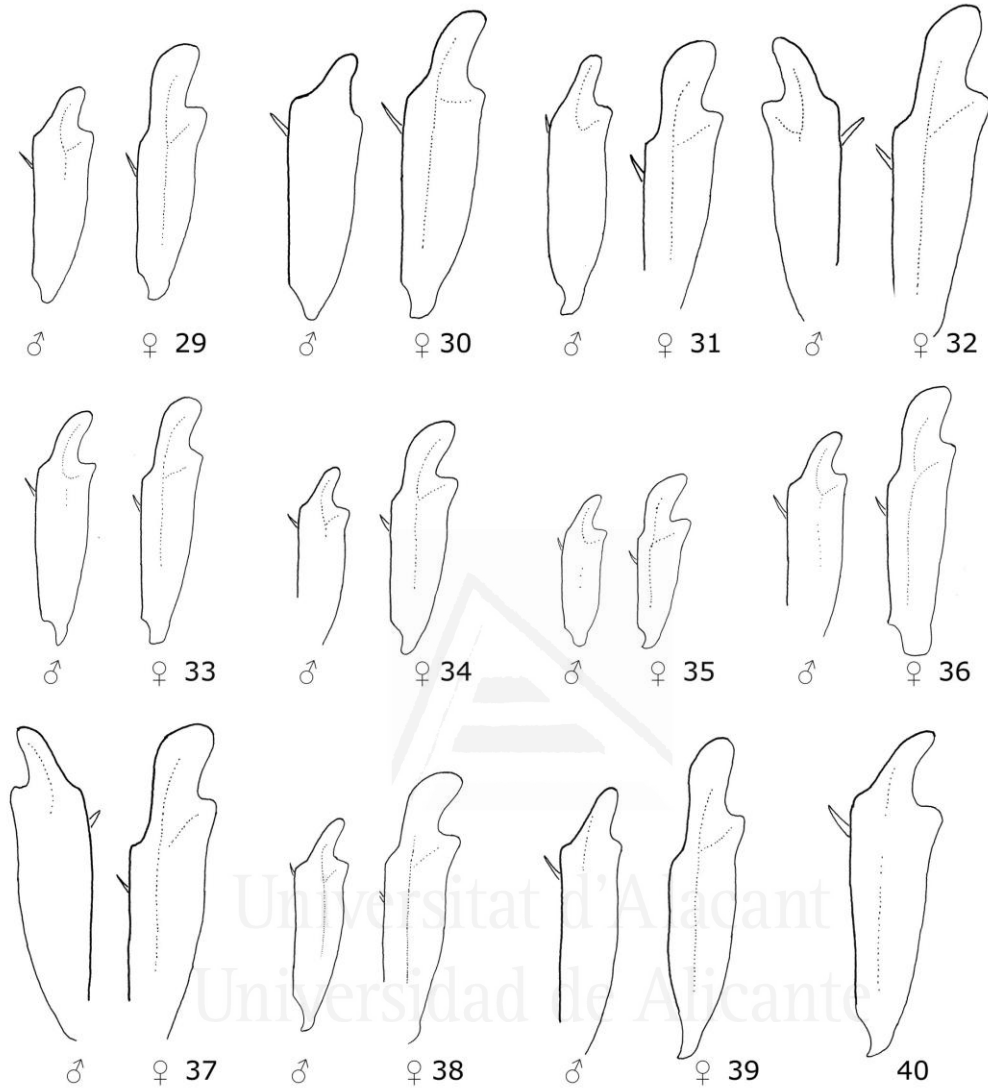 ♂ ♀ 29 ♂ ♀ 30 ♂ ♀ 31 ♂ ♀ 32
♂ ♀ 33 ♂ ♀ 34 ♂ ♀ 35 ♂ ♀ 36
Universitat d'Alacant
Universidad de Alicante
♂ ♀ 37 ♂ ♀ 38 ♂ ♀ 39 40